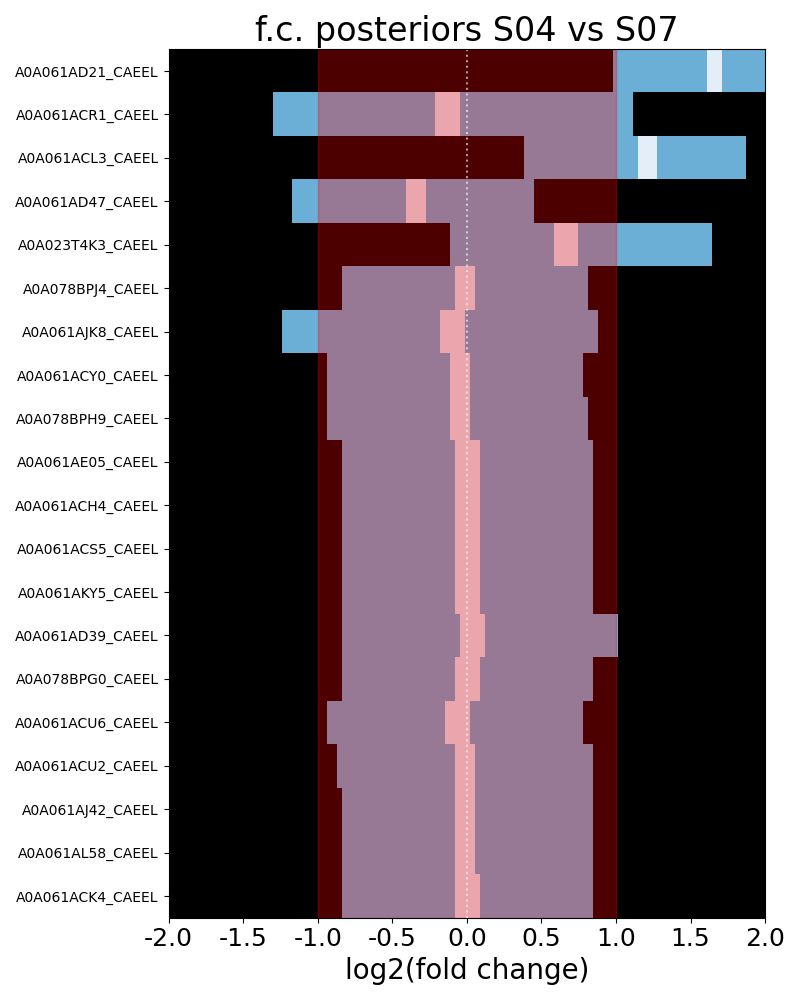 f.c. posteriors S04 vs S07
A0A061AD21_CAEEL
A0A061ACR1_CAEEL
A0A061ACL3_CAEEL
A0A061AD47_CAEEL
A0A023T4K3_CAEEL
A0A078BPJ4_CAEEL
A0A061AJK8_CAEEL
A0A061ACY0_CAEEL
A0A078BPH9_CAEEL
A0A061AE05_CAEEL
A0A061ACH4_CAEEL
A0A061ACS5_CAEEL
A0A061AKY5_CAEEL
A0A061AD39_CAEEL
A0A078BPG0_CAEEL
A0A061ACU6_CAEEL
A0A061ACU2_CAEEL
A0A061AJ42_CAEEL
A0A061AL58_CAEEL
A0A061ACK4_CAEEL
-2.0 -1.5 -1.0 -0.5 0.0 0.5 1.0 1.5 2.0
log2(fold change)